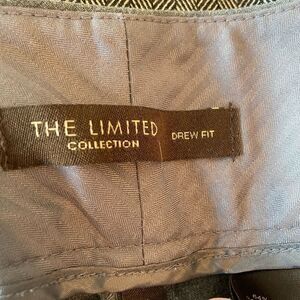 THE LIMITED
COLLECTION
DREW FIT